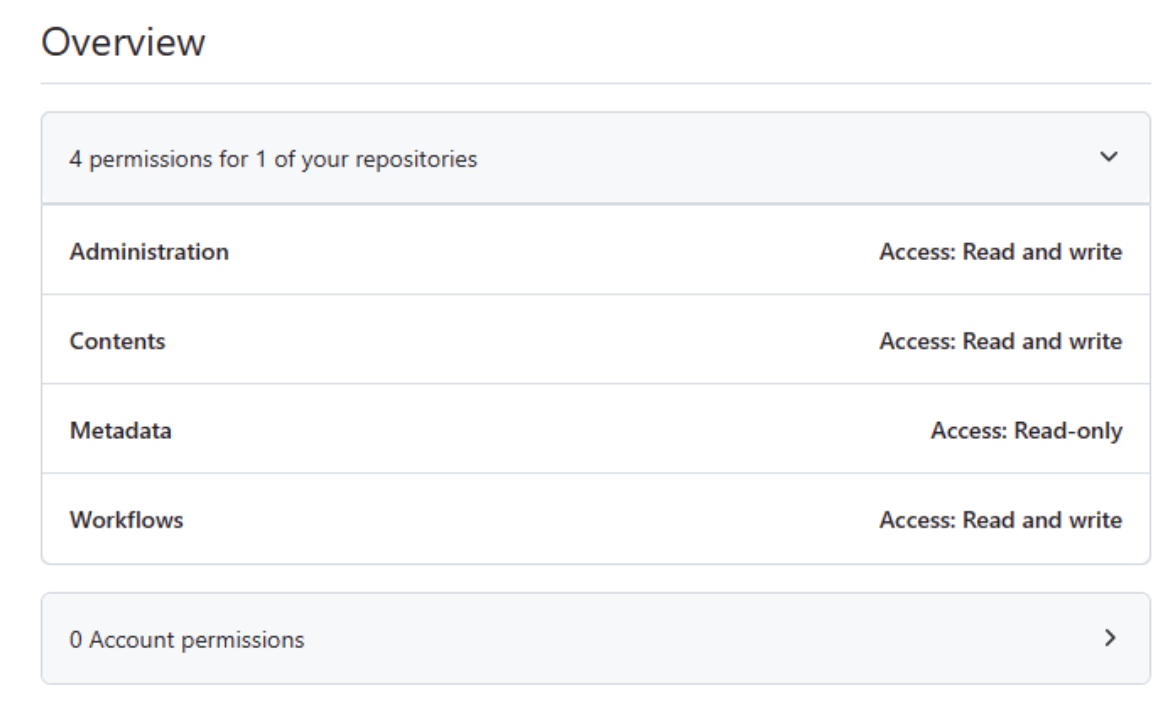 Overview
4 permissions for 1 of your repositories
Administration Access: Read and write
Contents Access: Read and write
Metadata Access: Read-only
Workflows Access: Read and write
0 Account permissions